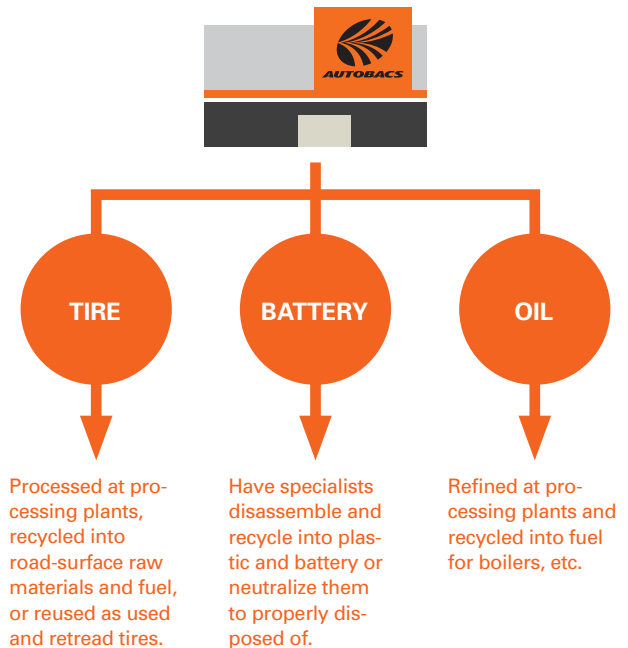 AUTOBACS
TIRE
BATTERY
OIL
Processed at pro-
cessing plants,
recycled into
road-surface raw
materials and fuel,
or reused as used
and retread tires.
Have specialists
disassemble and
recycle into plas-
tic and battery or
neutralize them
to properly dis-
posed of.
Refined at pro-
cessing plants and
recycled into fuel
for boilers, etc.